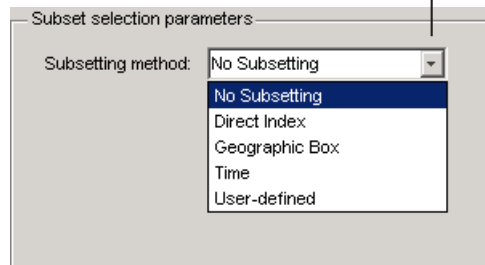 Subset selection parameters
Subsetting method: No Subsetting
No Subsetting
Direct Index
Geographic Box
Time
User-defined